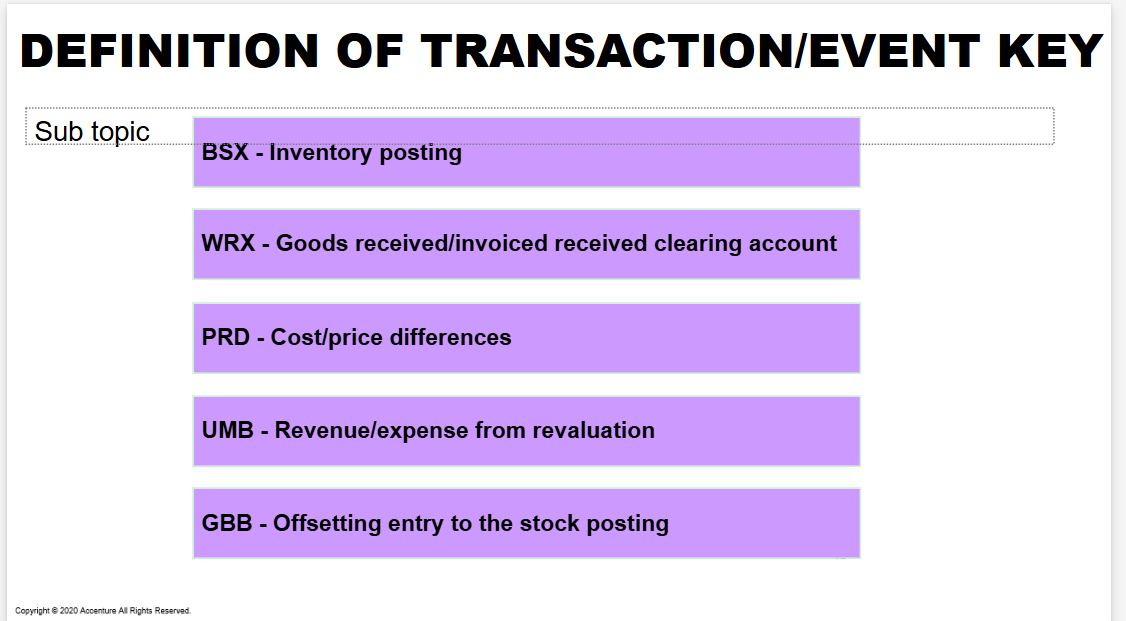 DEFINITION OF TRANSACTION/EVENT KEY
Sub topic
BSX - Inventory posting
WRX - Goods received/invoiced received clearing account
PRD - Cost/price differences
UMB - Revenue/expense from revaluation
GBB - Offsetting entry to the stock posting
Copyright © 2020 Accenture All Rights Reserved.